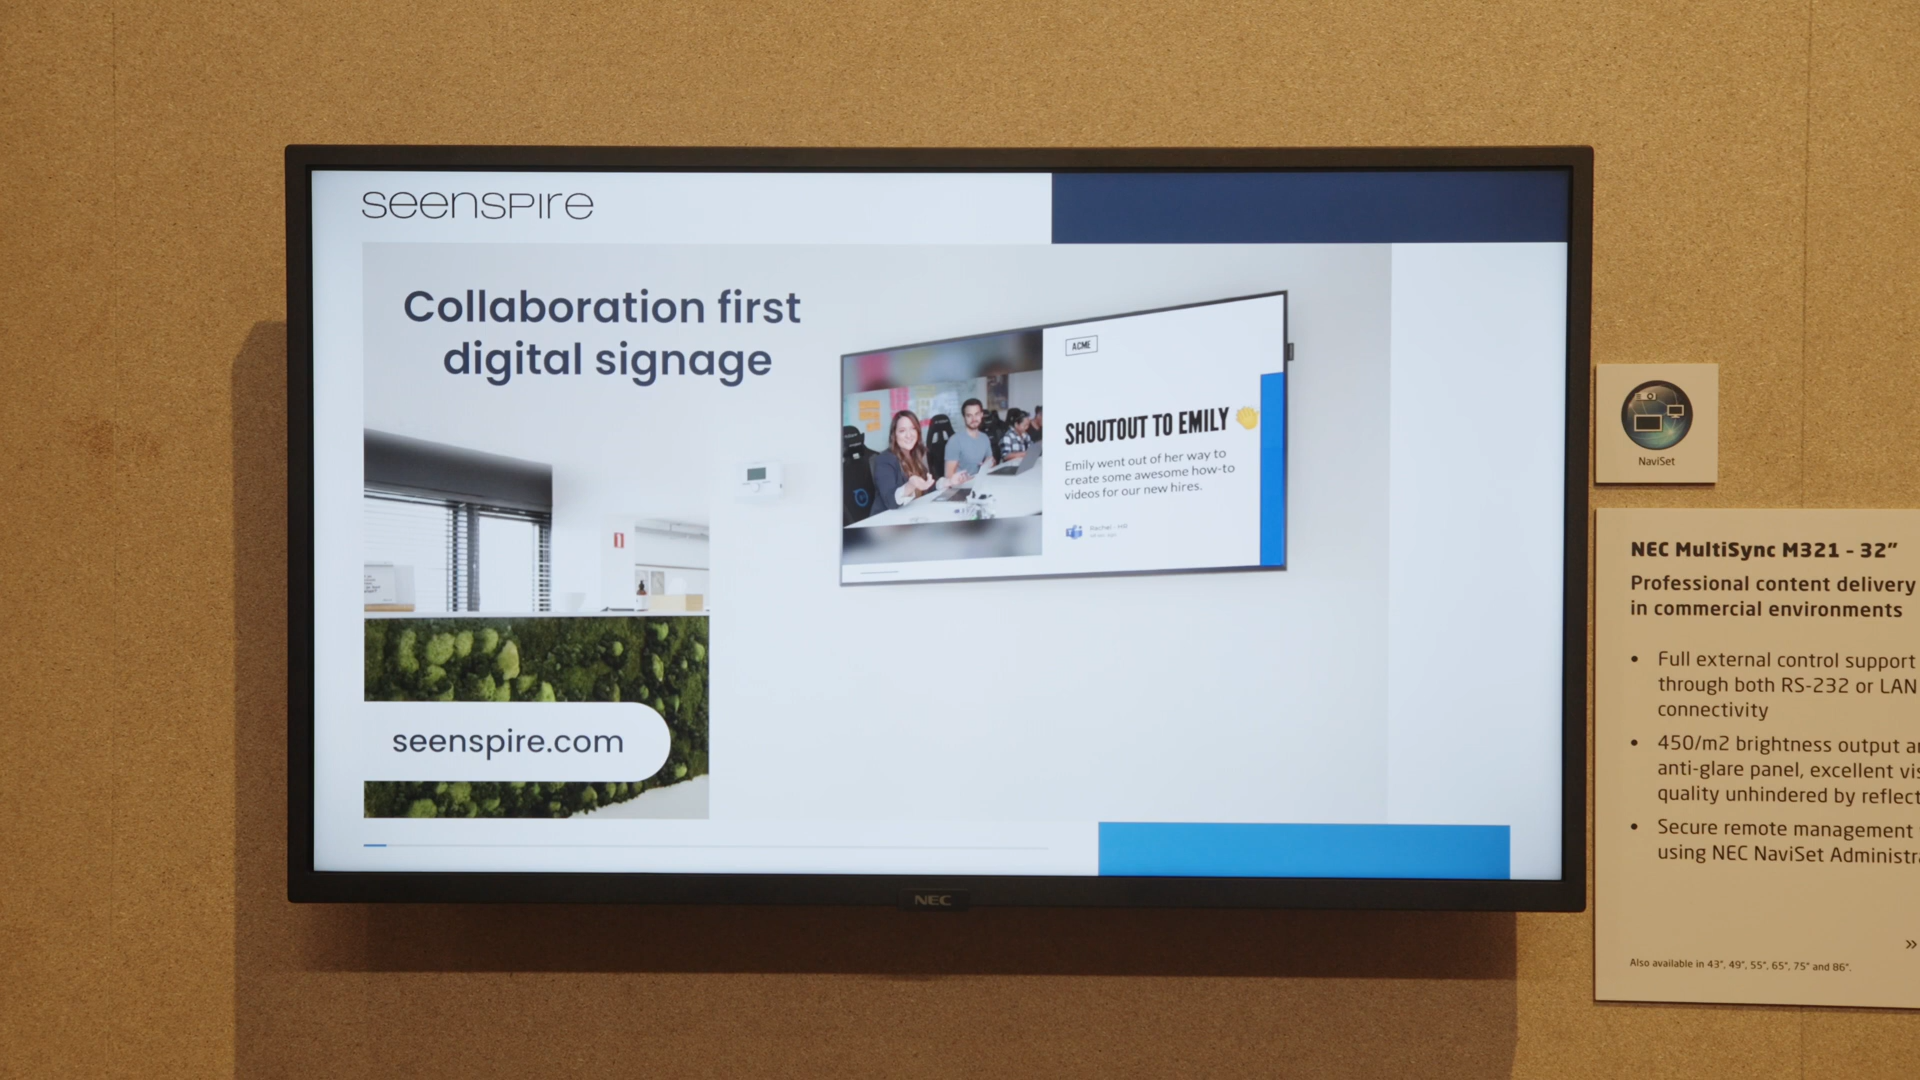 seenspire
Collaboration first
digital signage
ACME
SHOUTOUT TO EMILY
Emily went out of her way to
create some awesome how-to
videos for our new hires.
seenspire.com
NEC
NaviSet
NEC MultiSync M321 - 32"
Professional content delivery
in commercial environments
• Full external control support
through both RS-232 or LAN
connectivity
• 450/m2 brightness output
anti-glare panel, excellent
quality unhindered by
• Secure remote management
using NEC NaviSet
»
Also available in 43", 49", 55", 65", 75" and 86".